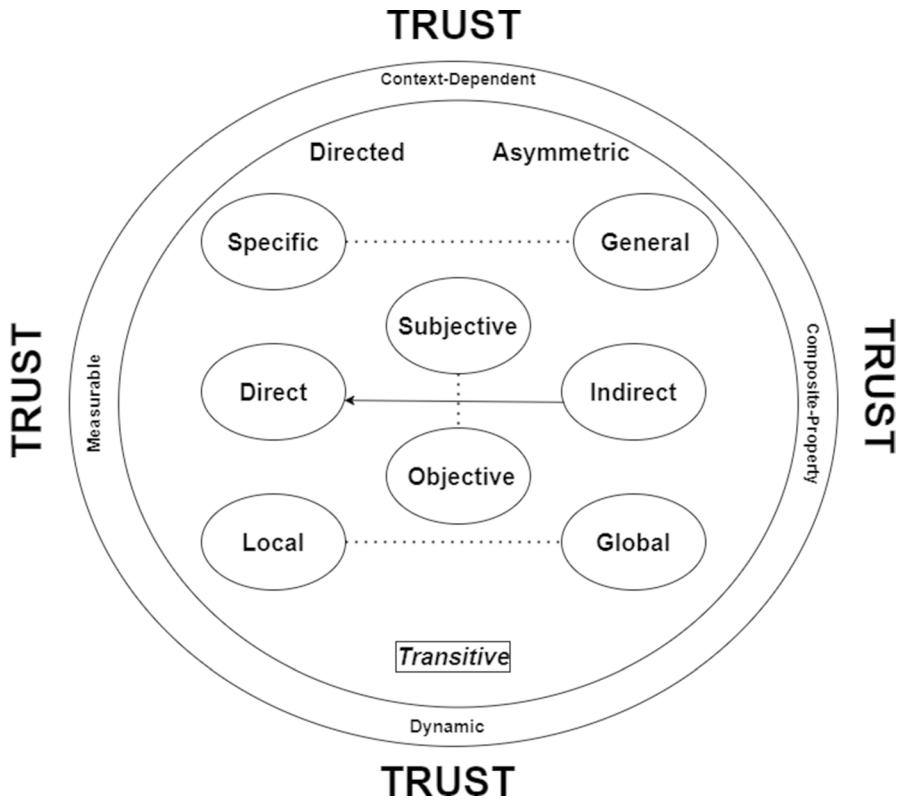 TRUST
Context-Dependent
Directed Asymmetric
Specific General
Subjective
TRUST
Measurable
Direct Indirect
Composite-Property
TRUST
Objective
Local Global
Transitive
Dynamic
TRUST